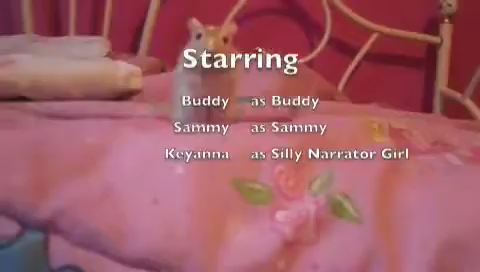 Starring
Buddy as Buddy
Sammy as Sammy
Keyanna as Silly Narrator Girl